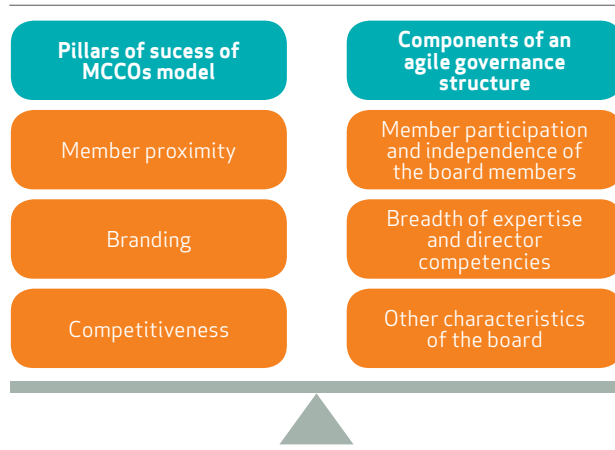 Pillars of sucess of
MCCOs model
Member proximity
Branding
Competitiveness
Components of an
agile governance
structure
Member participation
and independence of
the board members
Breadth of expertise
and director
competencies
Other characteristics
of the board